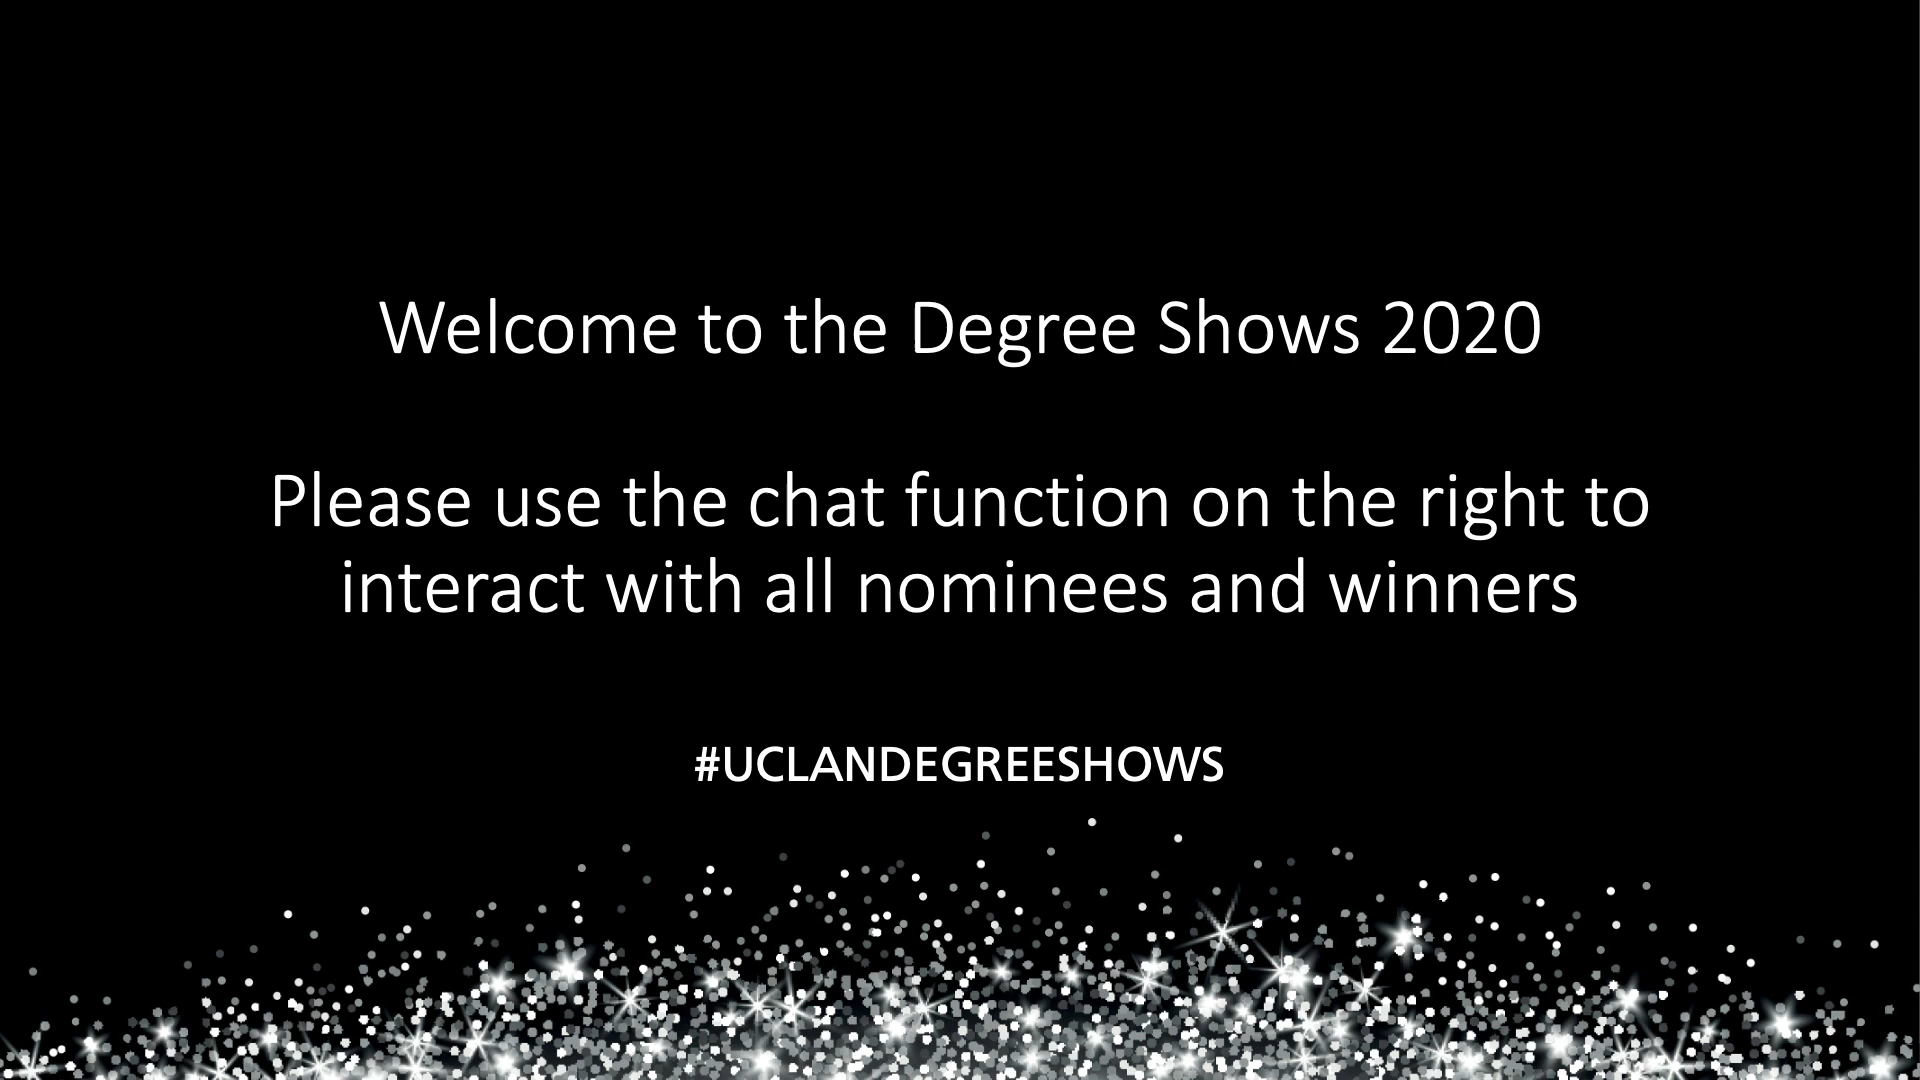 Welcome to the Degree Shows 2020
Please use the chat function on the right to
interact with all nominees and winners
#UCLANDEGREESHOWS